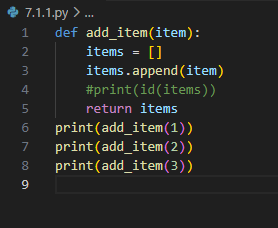 7.1.1.py > ...
1 def add_item(item):
2     items = []
3     items.append(item)
4     #print(id(items))
5     return items
6 print(add_item(1))
7 print(add_item(2))
8 print(add_item(3))
9